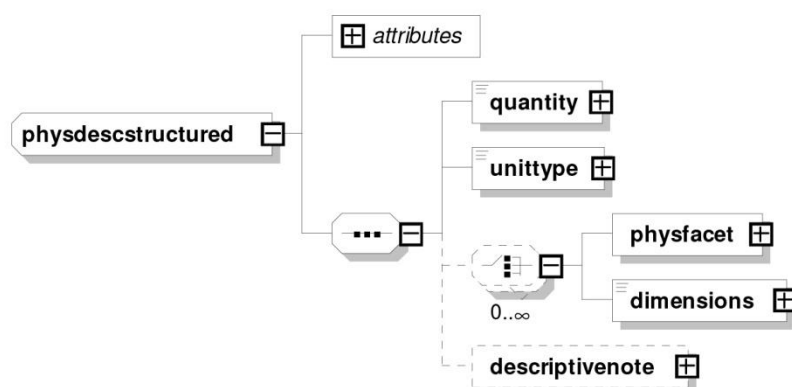 attributes
physdescstructured
quantity
unittype
physfacet
dimensions
0..∞
descriptivenote